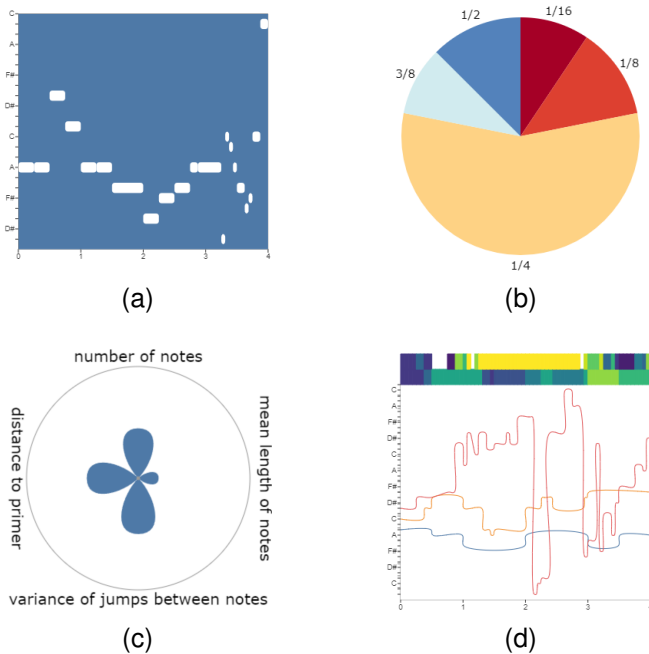 C
A
F#
D#
C
A
F#
D#
0
1
2
3
4
(a)
1/2
1/16
3/8
1/8
1/4
(b)
number of notes
distance to primer
mean length of notes
variance of jumps between notes
(c)
C
A
F#
D#
C
A
F#
D#
C
A
F#
D#
C
0
1
2
3
4
(d)